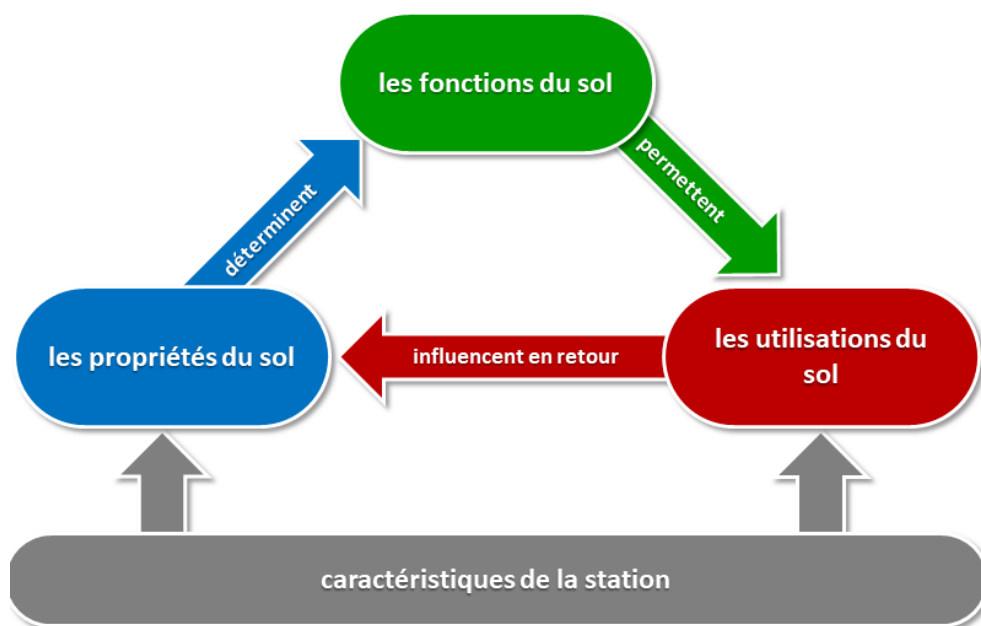 les fonctions du sol
déterminent
permettent
les propriétés du sol
influencent en retour
les utilisations du
sol
caractéristiques de la station